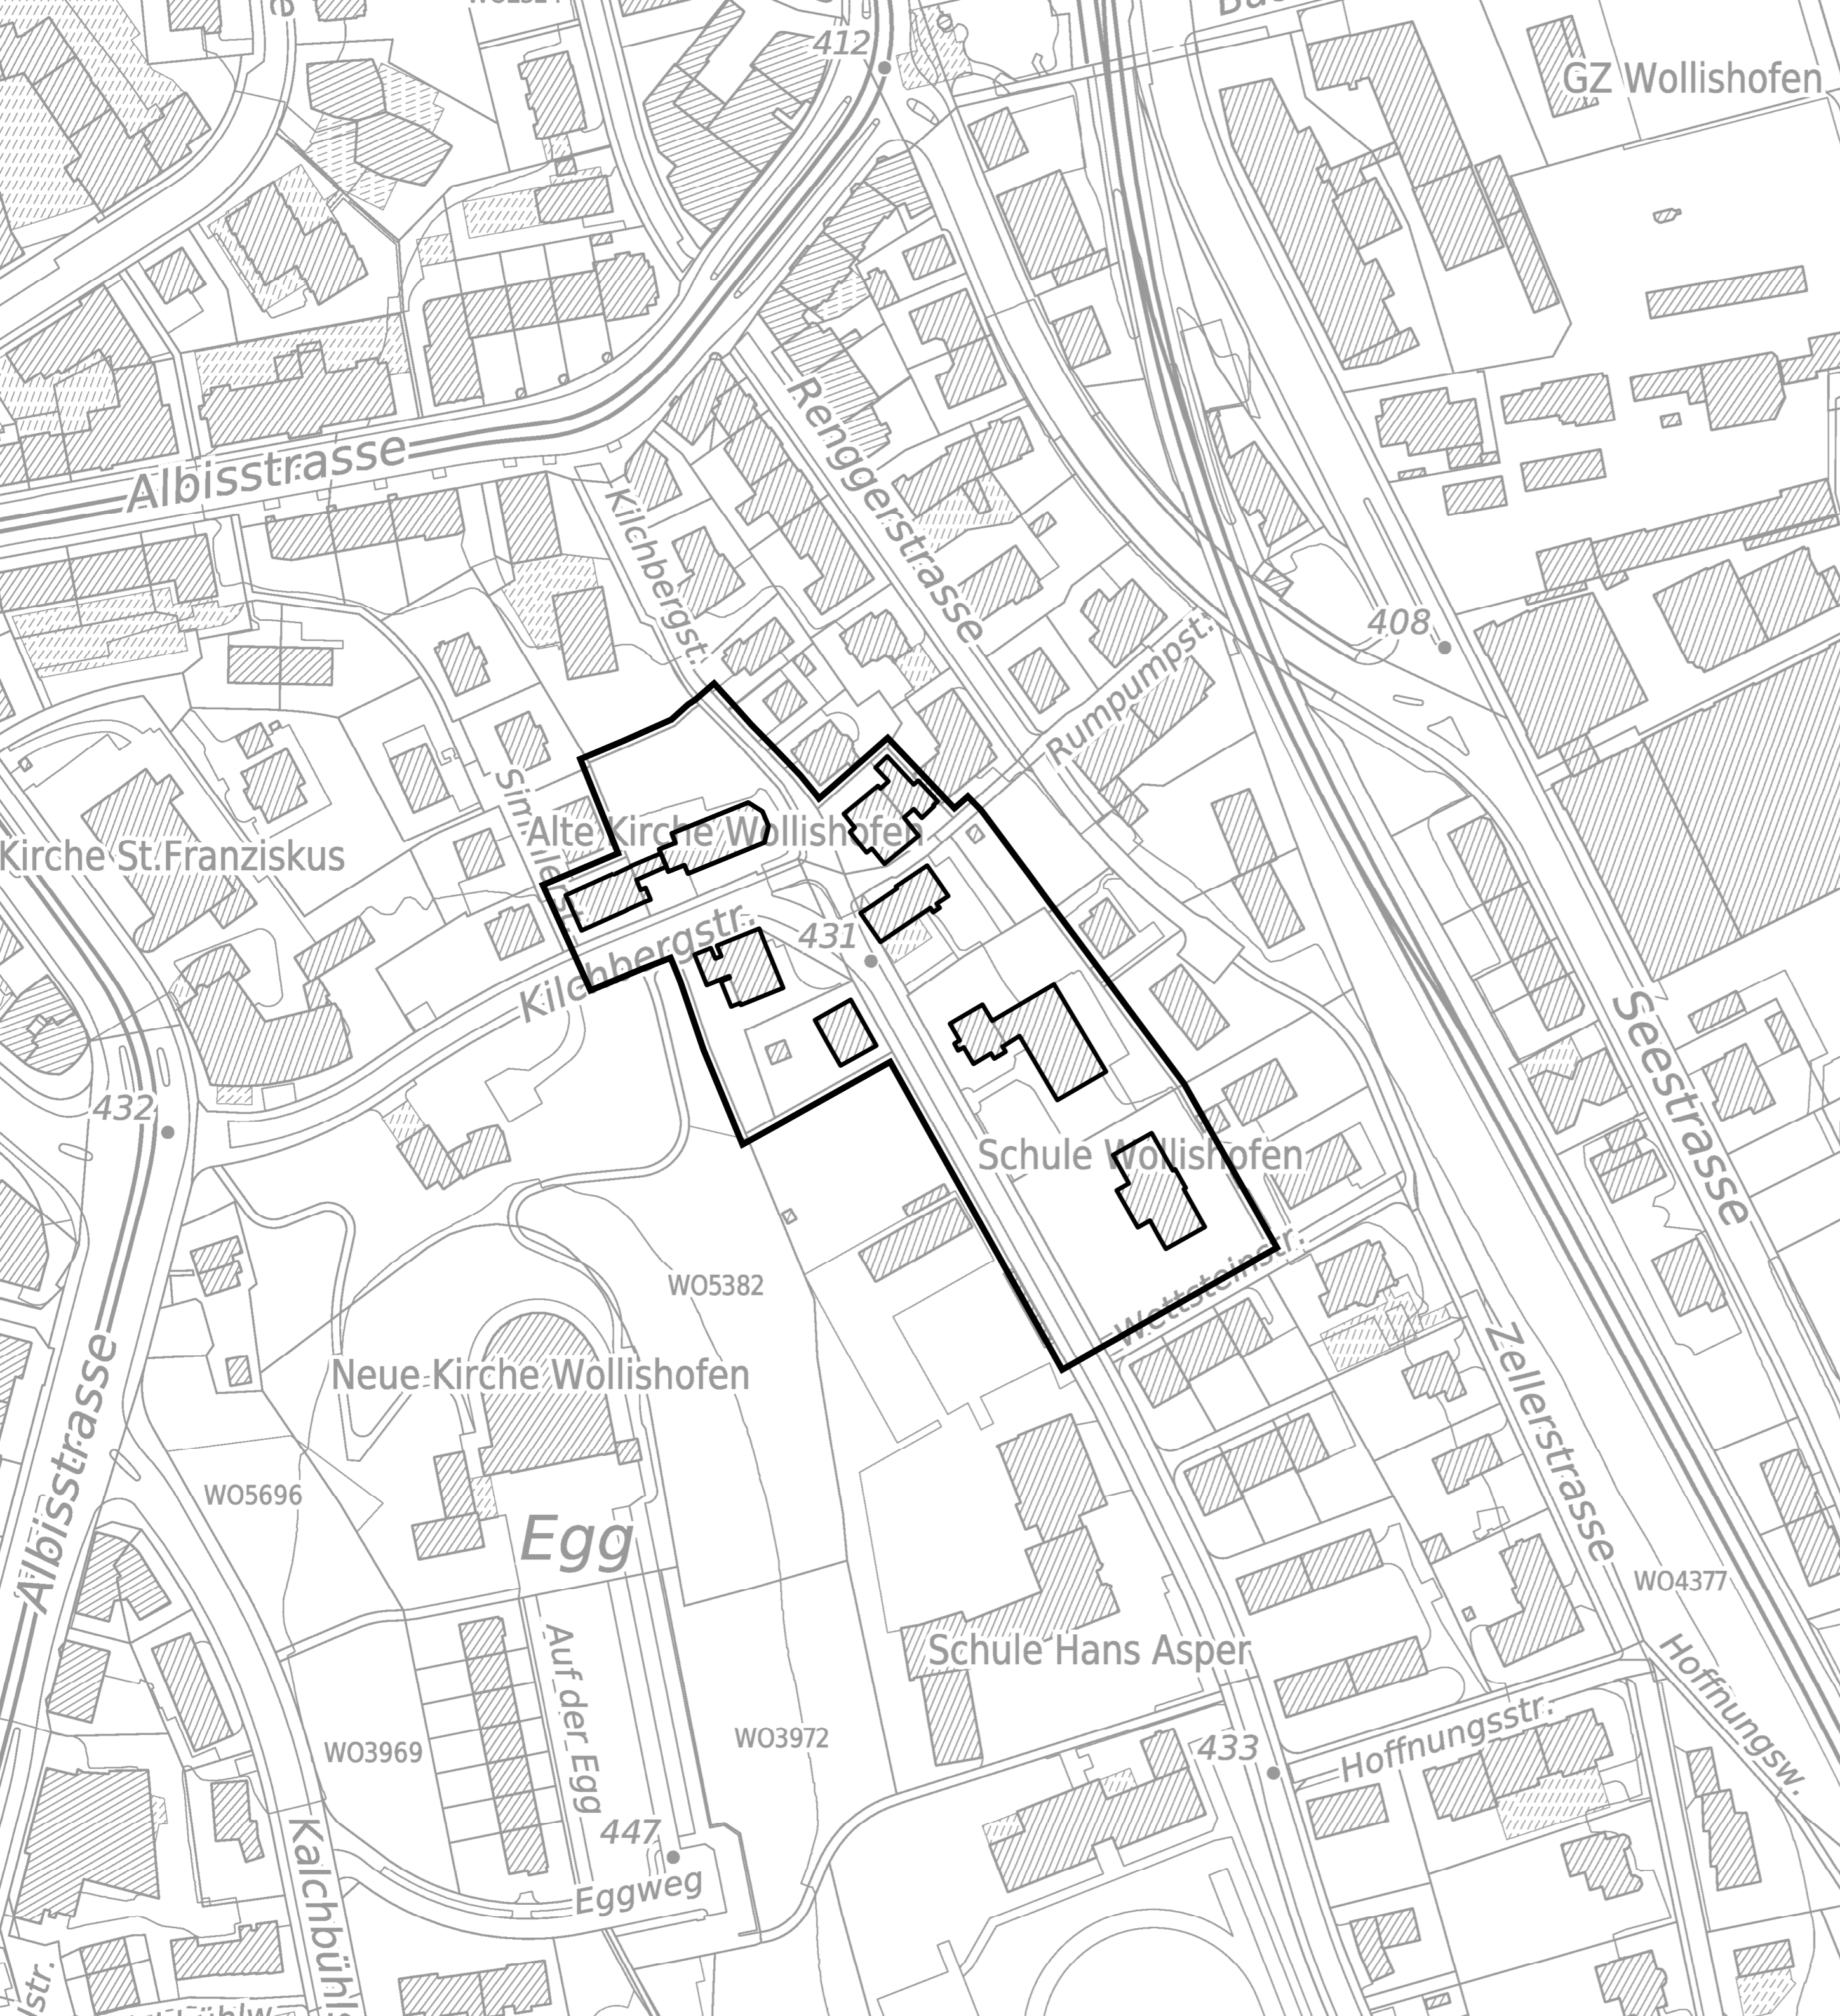 412
GZ Wollishofen
Albisstrasse
Renggerstrasse
Kilchbergst.
408
Rumpumpst.
Alte Kirche Wollishofen
Kirche St.Franziskus
Kilchbergstr.
431
432
Seestrasse
Schule Wollishofen
Wettsteinstr.
WO5382
Neue Kirche Wollishofen
Albisstrasse
Zellerstrasse
WO5696
Egg
WO4377
Schule Hans Asper
Auf der Egg
Hoffnungsw.
Hoffnungsstr.
WO3969
WO3972
433
447
Eggweg